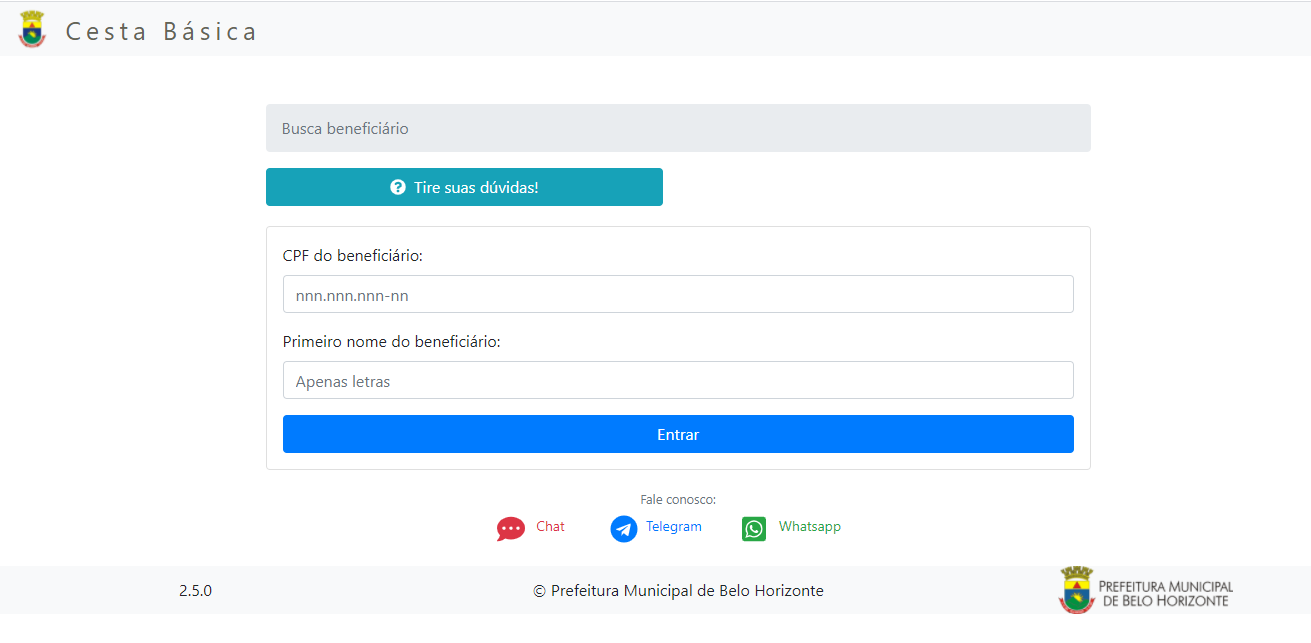 Cesta Básica
Busca beneficiário
Tire suas dúvidas!
CPF do beneficiário:
nnn.nnn.nnn-nn
Primeiro nome do beneficiário:
Apenas letras
Entrar
Fale conosco:
Chat
Telegram
Whatsapp
2.5.0
© Prefeitura Municipal de Belo Horizonte
PREFEITURA MUNICIPAL
DE BELO HORIZONTE